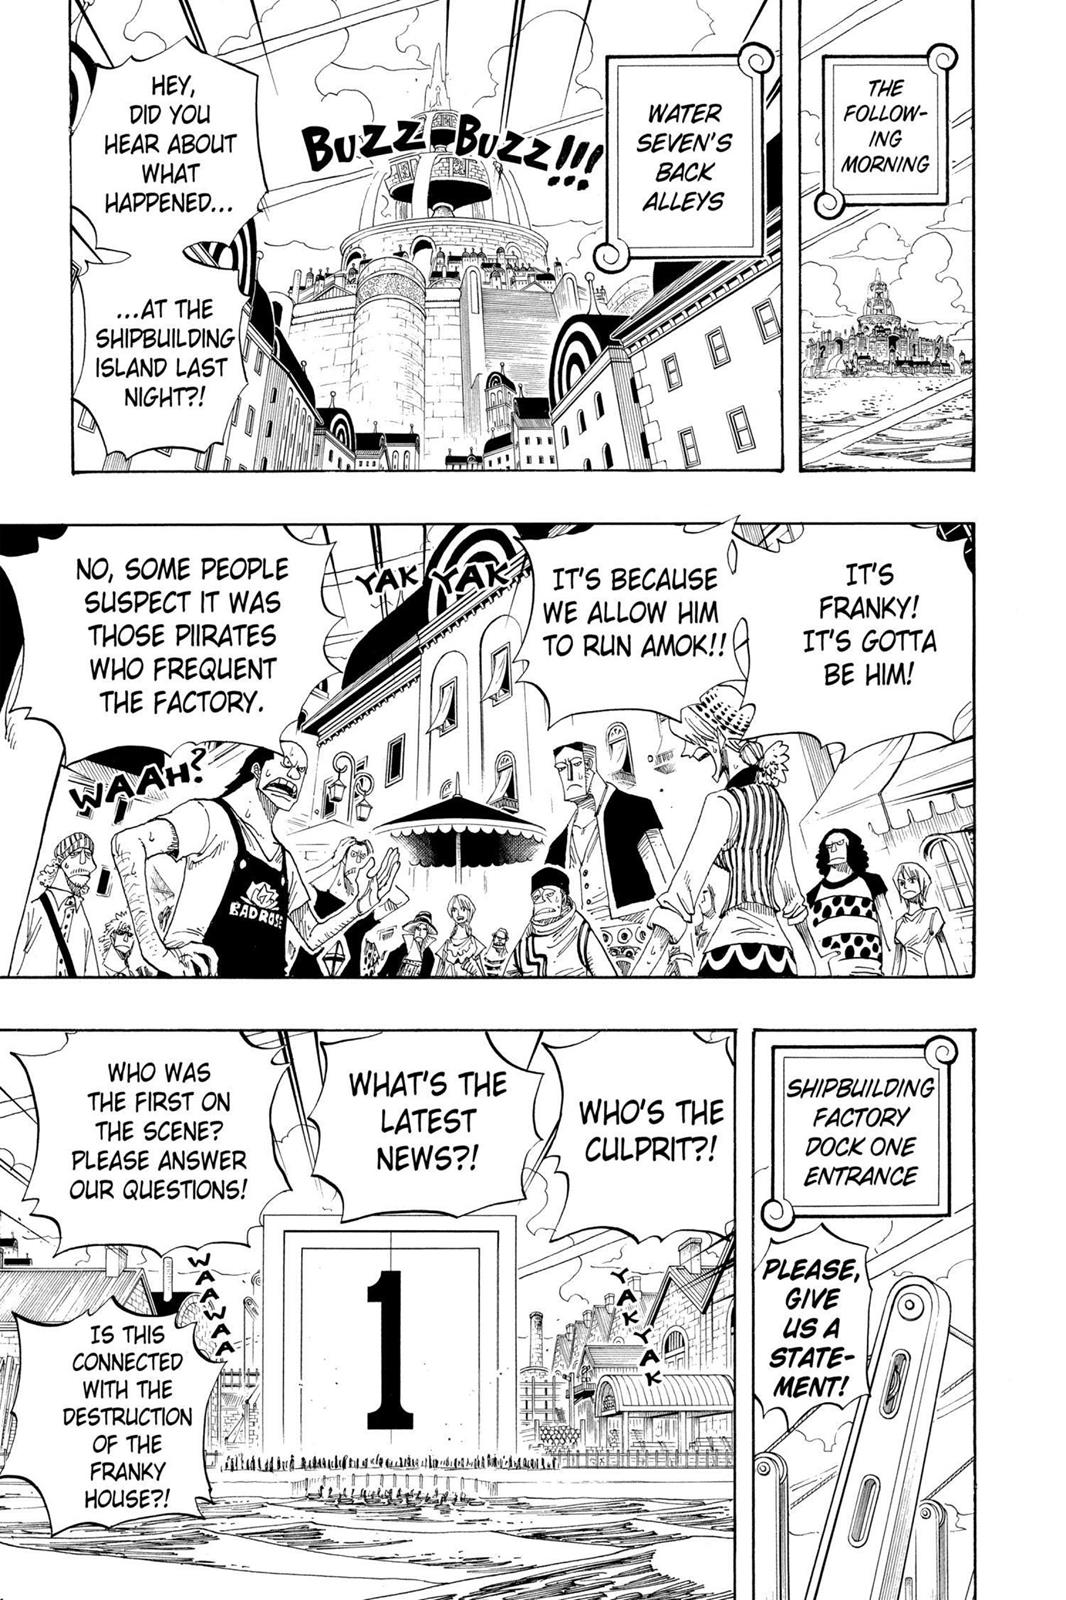 THE
FOLLOW-
ING
MORNING
WATER
SEVEN'S
BACK
ALLEYS
BUZZ BUZZ!!!
HEY,
DID YOU
HEAR ABOUT
WHAT
HAPPENED...
...AT THE
SHIPBUILDING
ISLAND LAST
NIGHT?!
IT'S
FRANKY!
IT'S GOTTA
BE HIM!
IT'S BECAUSE
WE ALLOW HIM
TO RUN AMOK!!
YAK YAK
NO, SOME PEOPLE
SUSPECT IT WAS
THOSE PIIRATES
WHO FREQUENT
THE FACTORY.
WAAH?
BAD ROSE
SHIPBUILDING
FACTORY
DOCK ONE
ENTRANCE
PLEASE,
GIVE
US A
STATE-
MENT!
WHO'S THE
CULPRIT?!
WHAT'S THE
LATEST
NEWS?!
WHO WAS
THE FIRST ON
THE SCENE?
PLEASE ANSWER
OUR QUESTIONS!
YAKYAK
1
WAAWAA
IS THIS
CONNECTED
WITH THE
DESTRUCTION
OF THE
FRANKY
HOUSE?!